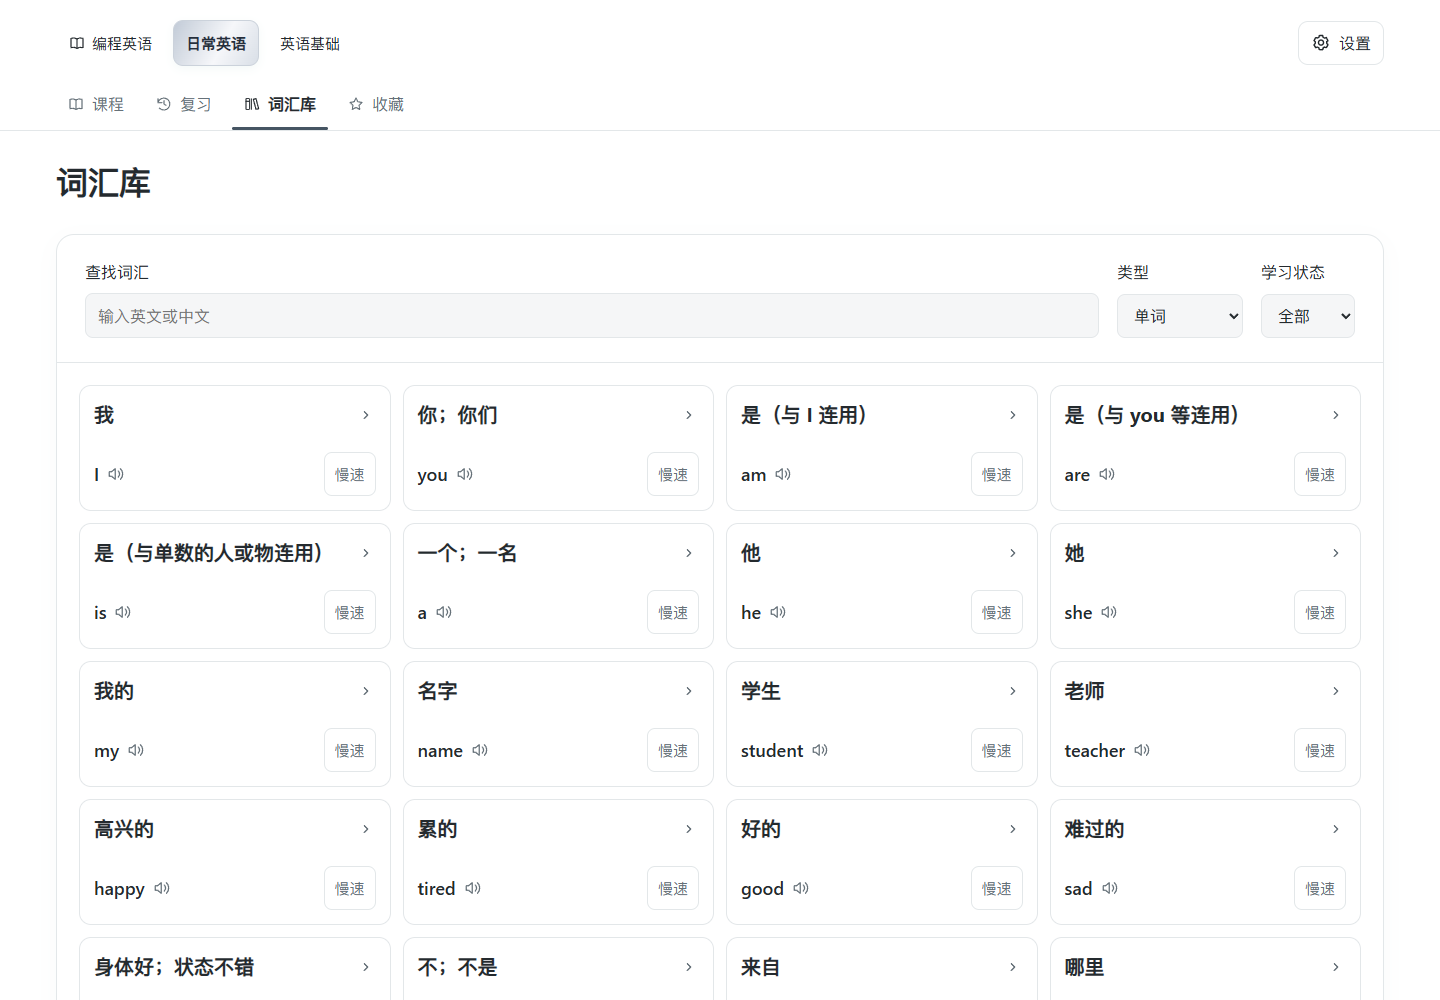 编程英语 日常英语 英语基础 设置
课程 复习 词汇库 收藏
词汇库
查找词汇 类型 学习状态
输入英文或中文 单词 全部
我 你；你们 是（与 I 连用） 是（与 you 等连用）
I 慢速 you 慢速 am 慢速 are 慢速
是（与单数的人或物连用） 一个；一名 他 她
is 慢速 a 慢速 he 慢速 she 慢速
我的 名字 学生 老师
my 慢速 name 慢速 student 慢速 teacher 慢速
高兴的 累的 好的 难过的
happy 慢速 tired 慢速 good 慢速 sad 慢速
身体好；状态不错 不；不是 来自 哪里